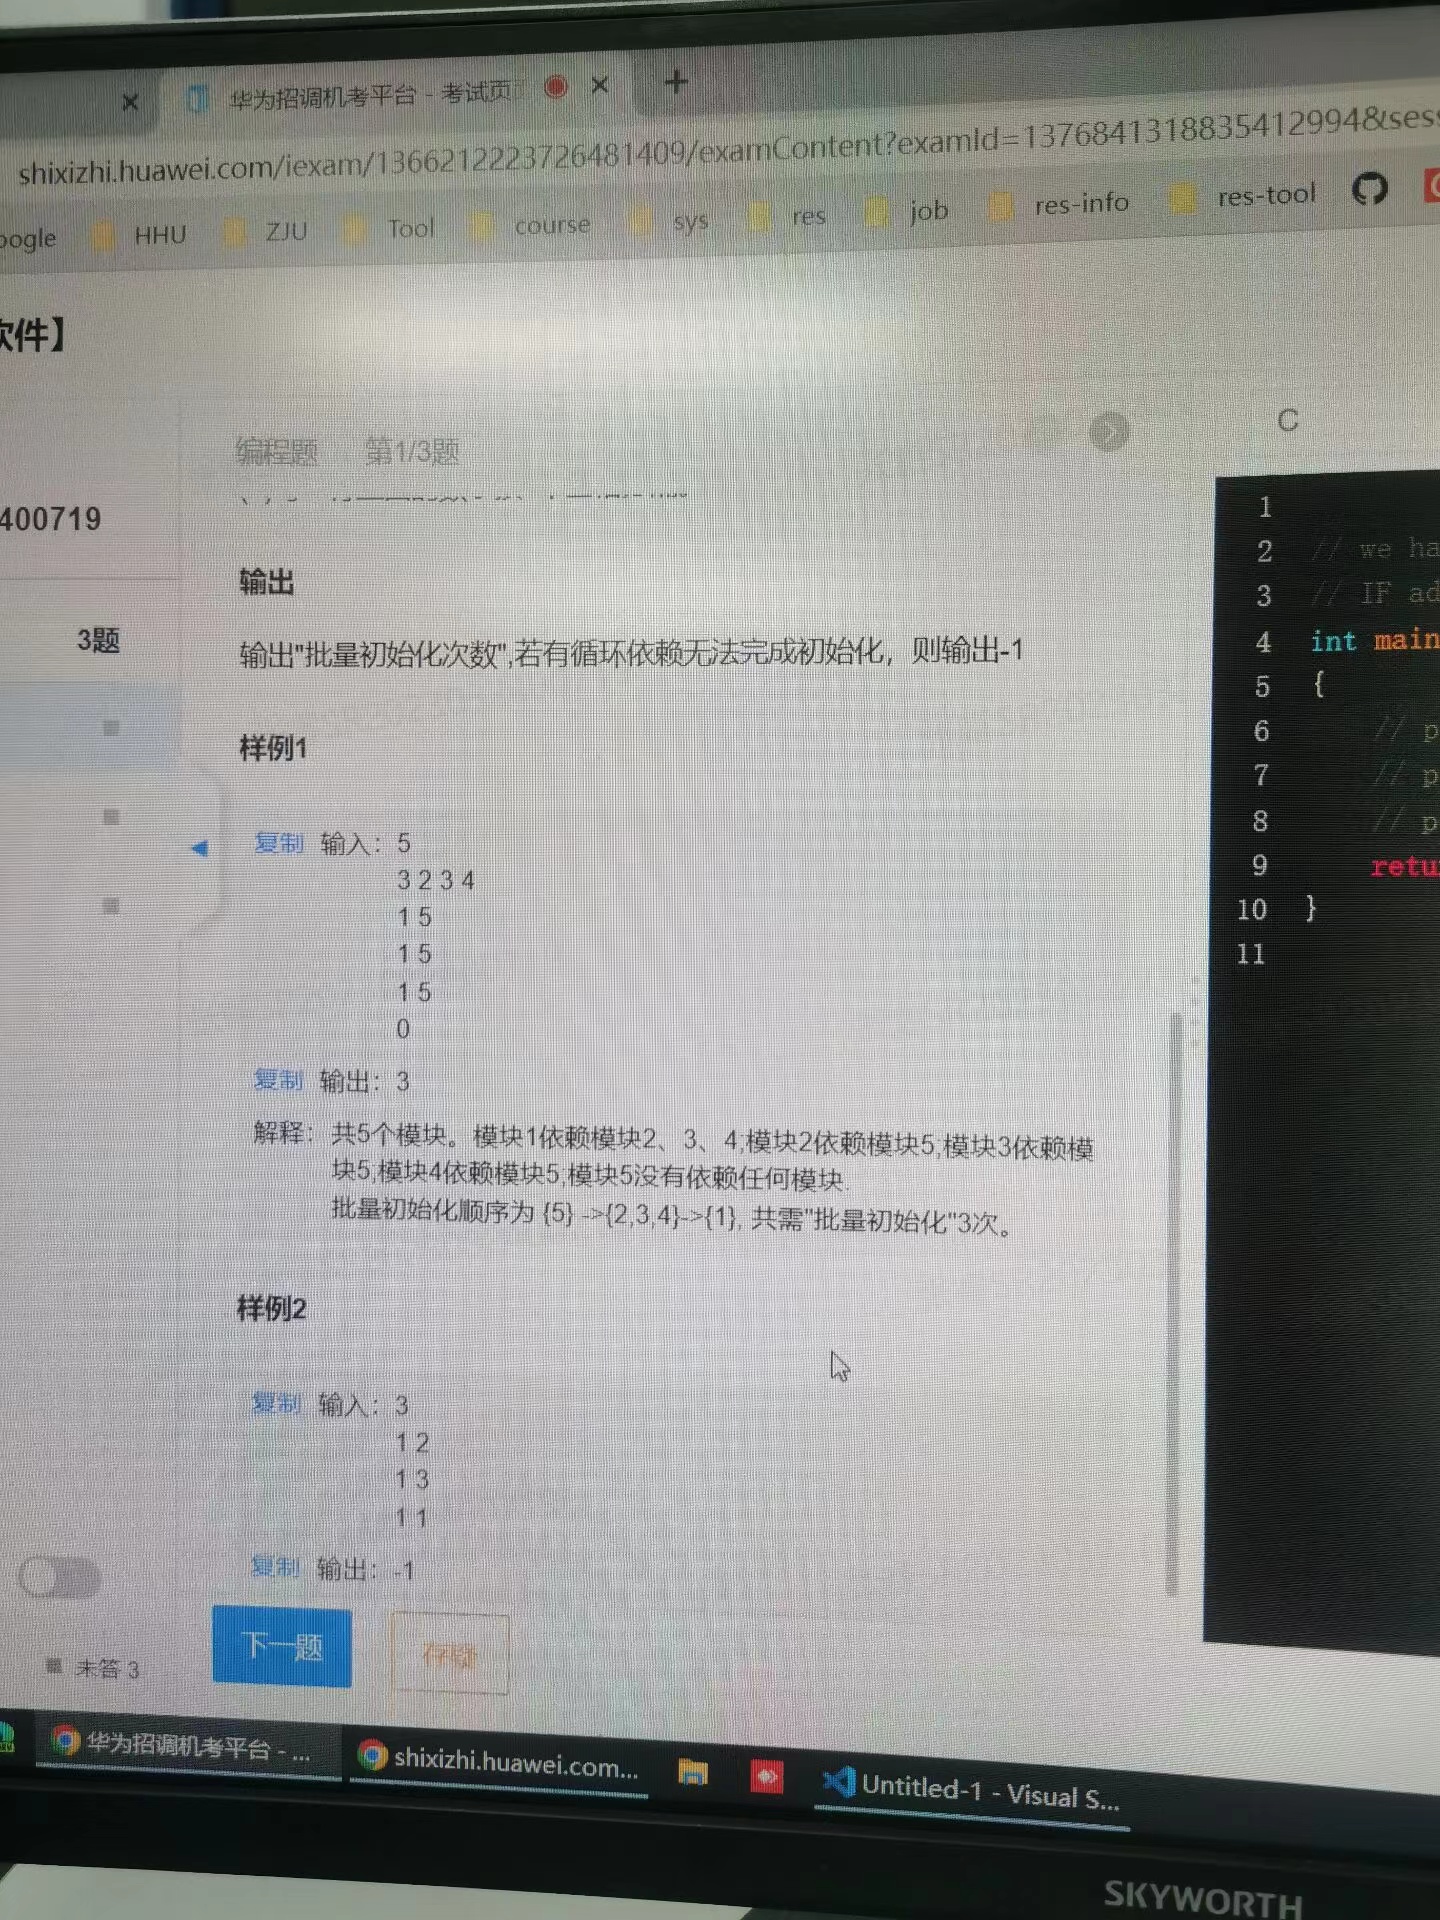 华为招调机考平台 - 考试页
shixizhi.huawei.com/iexam/1366212223726481409/examContent?examId=1376841318835412994&sess
oogle HHU ZJU Tool course sys res job res-info res-tool
软件】
编程题 第1/3题
C
400719
3题
输出
输出"批量初始化次数",若有循环依赖无法完成初始化，则输出-1
样例1
复制 输入：5
3 2 3 4
1 5
1 5
1 5
0
复制 输出：3
解释：共5个模块。模块1依赖模块2、3、4;模块2依赖模块5;模块3依赖模
块5;模块4依赖模块5;模块5没有依赖任何模块.
批量初始化顺序为 {5} ->{2,3,4}->{1}, 共需"批量初始化"3次。
样例2
复制 输入：3
1 2
1 3
1 1
复制 输出：-1
下一题 存疑
未答 3
1
2 // we ha
3 // IF ad
4 int main
5 {
6 // p
7 // p
8 // p
9 retu
10 }
11
华为招调机考平台 - ...
shixizhi.huawei.com...
Untitled-1 - Visual S...
SKYWORTH